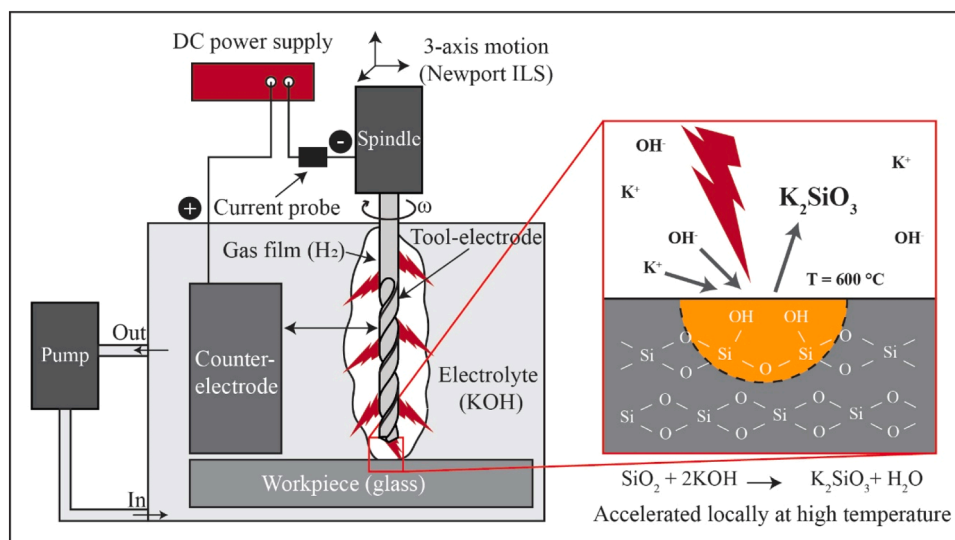 DC power supply
3-axis motion
(Newport ILS)
Spindle
-
+
Current probe
ω
Gas film (H₂)
Tool-electrode
Out
Pump
Counter-
electrode
Electrolyte
(KOH)
In
Workpiece (glass)
OH⁻
K⁺
K⁺
K₂SiO₃
OH⁻
OH⁻
K⁺
T = 600 °C
OH OH
Si O Si O Si O Si O Si
O O O O
Si O Si O Si O Si
O O O O
SiO₂ + 2KOH → K₂SiO₃ + H₂O
Accelerated locally at high temperature